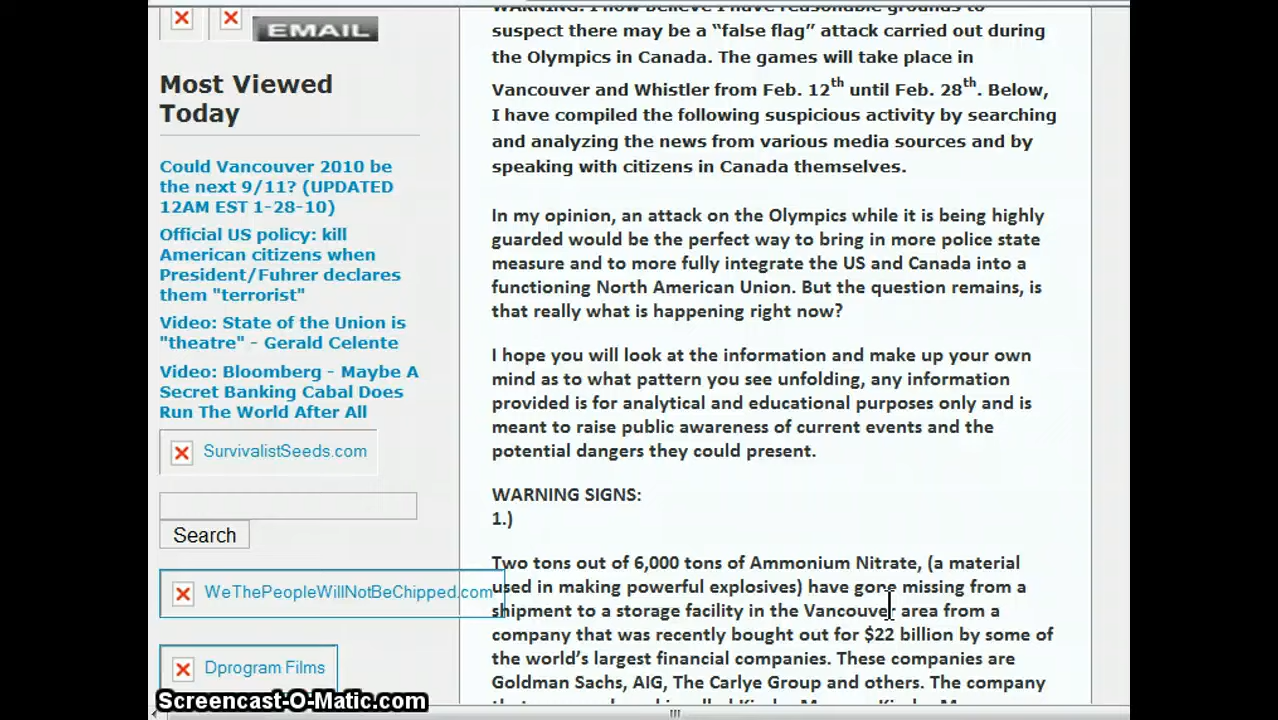 EMAIL
Most Viewed
Today
Could Vancouver 2010 be
the next 9/11? (UPDATED
12AM EST 1-28-10)
Official US policy: kill
American citizens when
President/Fuhrer declares
them "terrorist"
Video: State of the Union is
"theatre" - Gerald Celente
Video: Bloomberg - Maybe A
Secret Banking Cabal Does
Run The World After All
SurvivalistSeeds.com
Search
WeThePeopleWillNotBeChipped.com
Dprogram Films
Screencast-O-Matic.com
WARNING: I now believe I have reasonable grounds to
suspect there may be a “false flag” attack carried out during
the Olympics in Canada. The games will take place in
Vancouver and Whistler from Feb. 12th until Feb. 28th. Below,
I have compiled the following suspicious activity by searching
and analyzing the news from various media sources and by
speaking with citizens in Canada themselves.
In my opinion, an attack on the Olympics while it is being highly
guarded would be the perfect way to bring in more police state
measure and to more fully integrate the US and Canada into a
functioning North American Union. But the question remains, is
that really what is happening right now?
I hope you will look at the information and make up your own
mind as to what pattern you see unfolding, any information
provided is for analytical and educational purposes only and is
meant to raise public awareness of current events and the
potential dangers they could present.
WARNING SIGNS:
1.)
Two tons out of 6,000 tons of Ammonium Nitrate, (a material
used in making powerful explosives) have gone missing from a
shipment to a storage facility in the Vancouver area from a
company that was recently bought out for $22 billion by some of
the world’s largest financial companies. These companies are
Goldman Sachs, AIG, The Carlye Group and others. The company